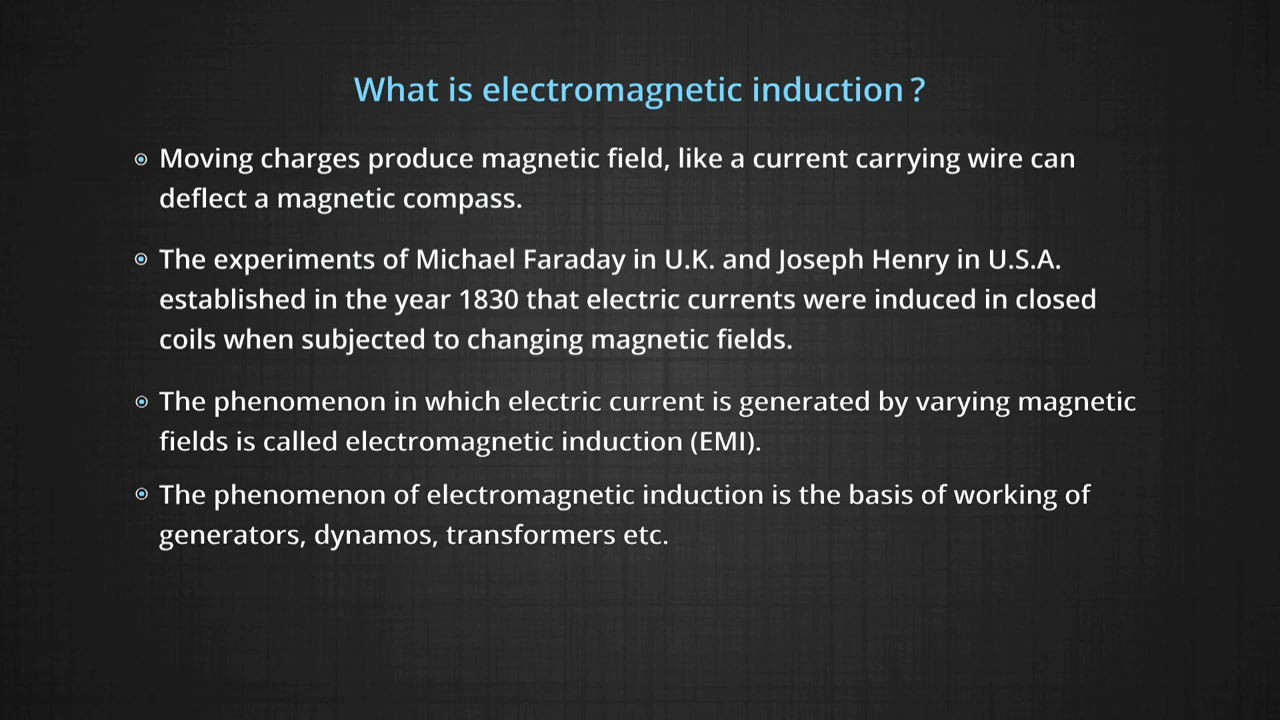 What is electromagnetic induction ?
Moving charges produce magnetic field, like a current carrying wire can
deflect a magnetic compass.
The experiments of Michael Faraday in U.K. and Joseph Henry in U.S.A.
established in the year 1830 that electric currents were induced in closed
coils when subjected to changing magnetic fields.
The phenomenon in which electric current is generated by varying magnetic
fields is called electromagnetic induction (EMI).
The phenomenon of electromagnetic induction is the basis of working of
generators, dynamos, transformers etc.